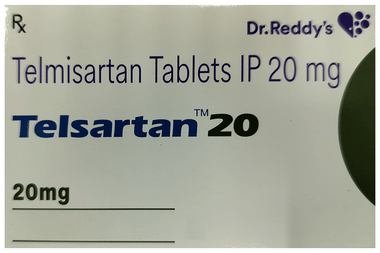 Rx
Dr.Reddy's
Telmisartan Tablets IP 20 mg
Telsartan™20
20mg